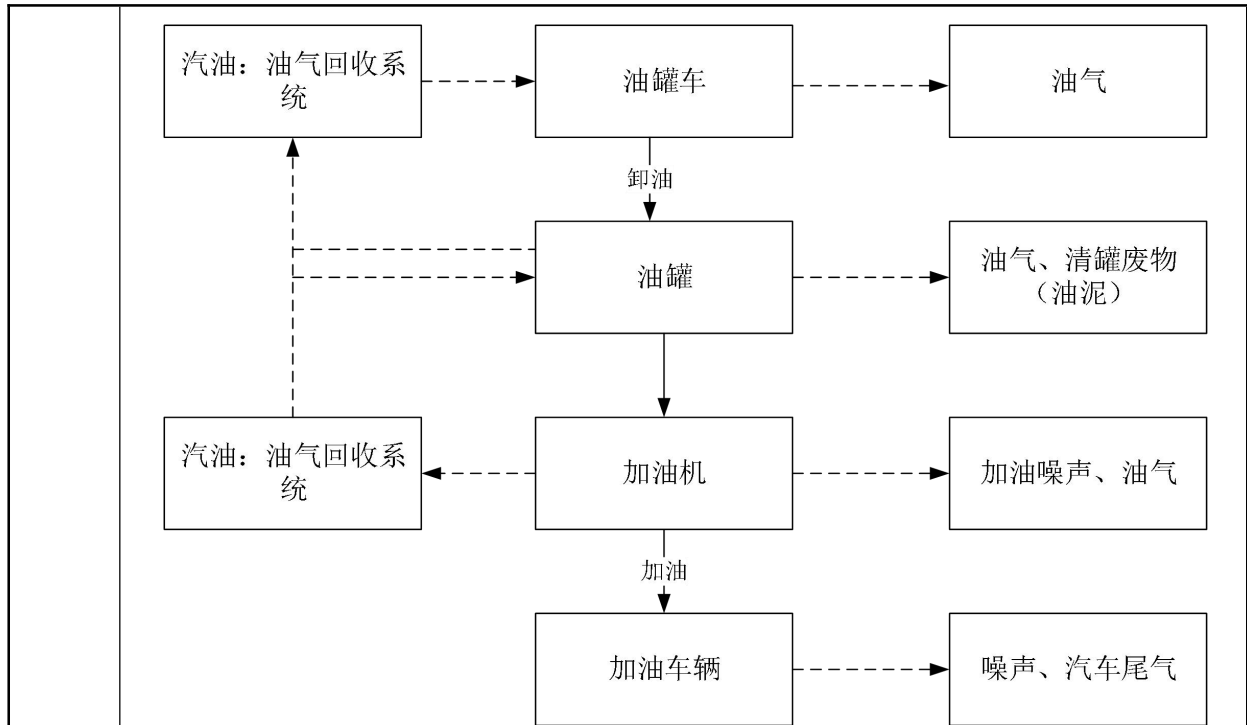 汽油：油气回收系
统
油罐车
油气
卸油
油罐
油气、清罐废物
（油泥）
汽油：油气回收系
统
加油机
加油噪声、油气
加油
加油车辆
噪声、汽车尾气